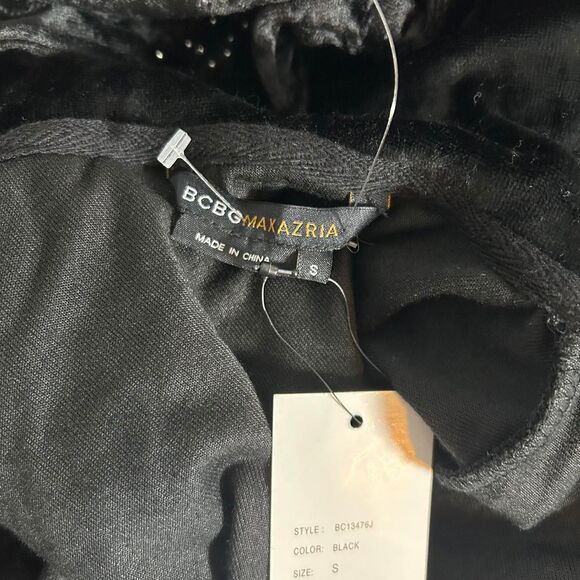 BCBGMAXAZRIA
MADE IN CHINA
S
STYLE: BC13476J
COLOR: BLACK
SIZE: S